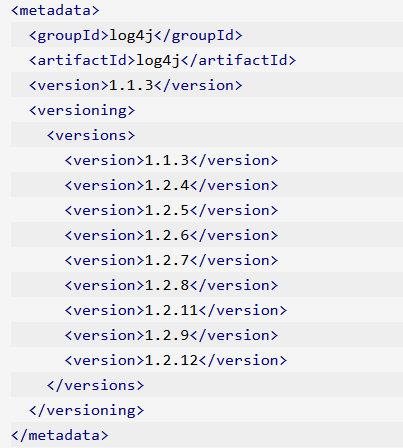 <metadata>
  <groupId>log4j</groupId>
  <artifactId>log4j</artifactId>
  <version>1.1.3</version>
  <versioning>
    <versions>
      <version>1.1.3</version>
      <version>1.2.4</version>
      <version>1.2.5</version>
      <version>1.2.6</version>
      <version>1.2.7</version>
      <version>1.2.8</version>
      <version>1.2.11</version>
      <version>1.2.9</version>
      <version>1.2.12</version>
    </versions>
  </versioning>
</metadata>